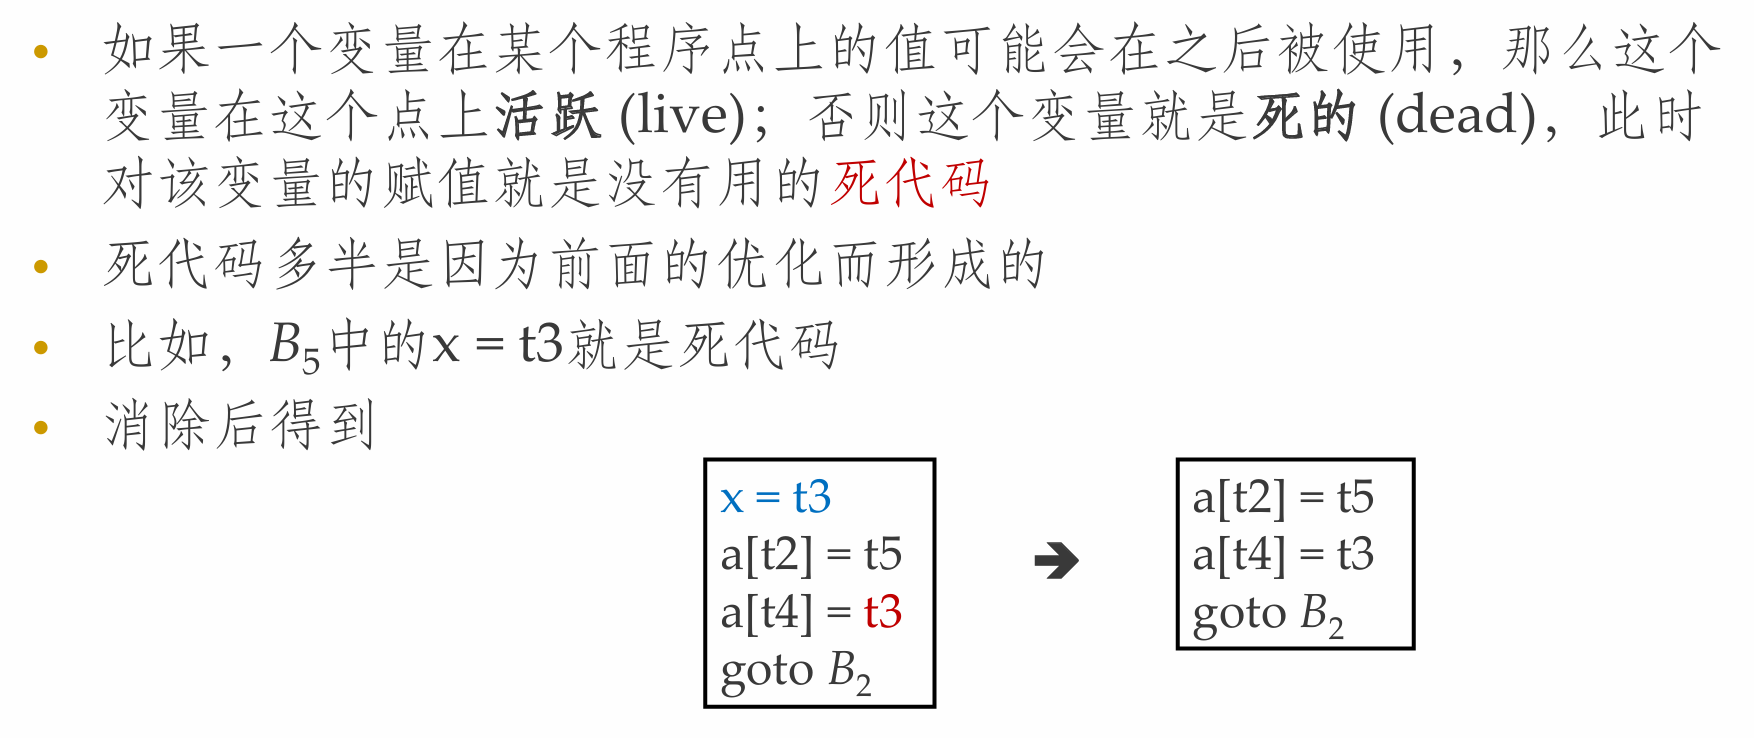 • 如果一个变量在某个程序点上的值可能会在之后被使用，那么这个
变量在这个点上活跃 (live)；否则这个变量就是死的 (dead)，此时
对该变量的赋值就是没有用的死代码
• 死代码多半是因为前面的优化而形成的
• 比如，B₅中的x = t3就是死代码
• 消除后得到
x = t3
a[t2] = t5
a[t4] = t3
goto B₂
➔
a[t2] = t5
a[t4] = t3
goto B₂